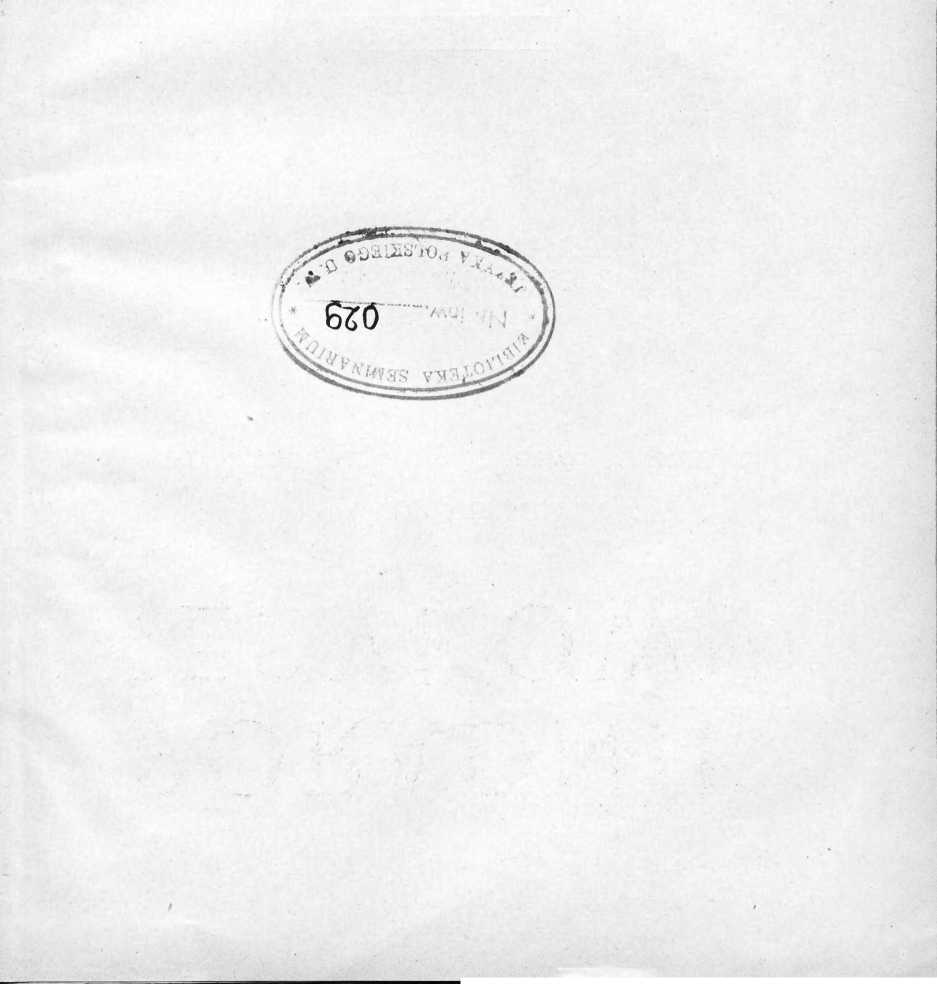 BIBLIOTEKA SEMINARIUM
Nr. inw. 029
JĘZYKA POLSKIEGO U. W.